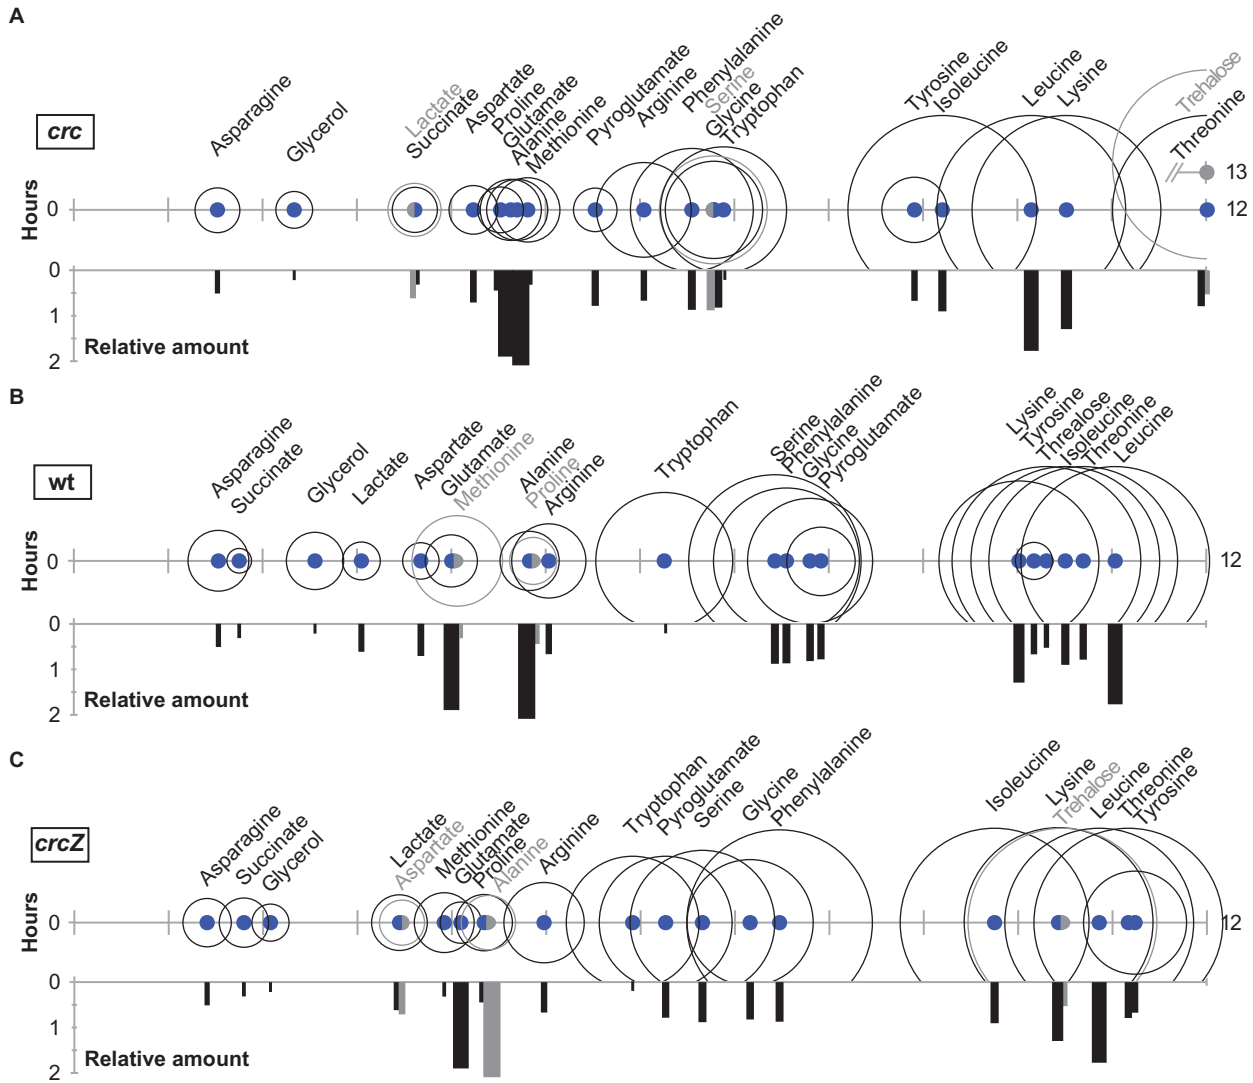 A
crc
Asparagine
Glycerol
Lactate
Succinate
Aspartate
Proline
Glutamate
Alanine
Methionine
Pyroglutamate
Arginine
Phenylalanine
Serine
Glycine
Tryptophan
Tyrosine
Isoleucine
Leucine
Lysine
Trehalose
Threonine
Hours
0
13
12
0
1
2
Relative amount
B
wt
Asparagine
Succinate
Glycerol
Lactate
Aspartate
Glutamate
Methionine
Alanine
Proline
Arginine
Tryptophan
Serine
Phenylalanine
Glycine
Pyroglutamate
Lysine
Tyrosine
Threalose
Isoleucine
Threonine
Leucine
Hours
0
12
0
1
2
Relative amount
C
crcZ
Asparagine
Succinate
Glycerol
Lactate
Aspartate
Methionine
Glutamate
Proline
Alanine
Arginine
Tryptophan
Pyroglutamate
Serine
Glycine
Phenylalanine
Isoleucine
Lysine
Trehalose
Leucine
Threonine
Tyrosine
Hours
0
12
0
1
2
Relative amount